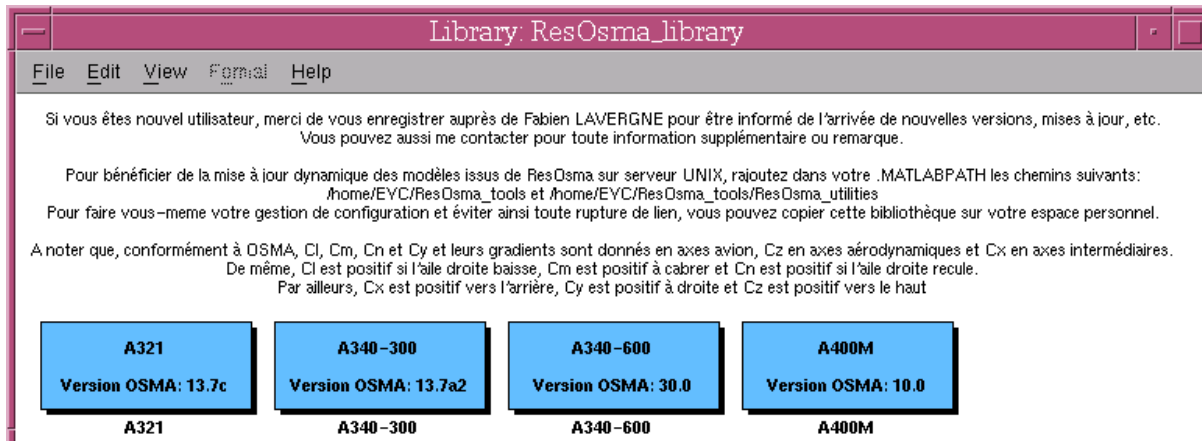 Library: ResOsma_library
File Edit View Format Help
Si vous êtes nouvel utilisateur, merci de vous enregistrer auprès de Fabien LAVERGNE pour être informé de l'arrivée de nouvelles versions, mises à jour, etc.
Vous pouvez aussi me contacter pour toute information supplémentaire ou remarque.
Pour bénéficier de la mise à jour dynamique des modèles issus de ResOsma sur serveur UNIX, rajoutez dans votre .MATLABPATH les chemins suivants:
/home/EYC/ResOsma_tools et /home/EYC/ResOsma_tools/ResOsma_utilities
Pour faire vous-meme votre gestion de configuration et éviter ainsi toute rupture de lien, vous pouvez copier cette bibliothèque sur votre espace personnel.
A noter que, conformément à OSMA, Cl, Cm, Cn et Cy et leurs gradients sont donnés en axes avion, Cz en axes aérodynamiques et Cx en axes intermédiaires.
De même, Cl est positif si l'aile droite baisse, Cm est positif à cabrer et Cn est positif si l'aile droite recule.
Par ailleurs, Cx est positif vers l'arrière, Cy est positif à droite et Cz est positif vers le haut
A321 A340-300 A340-600 A400M
Version OSMA: 13.7c Version OSMA: 13.7a2 Version OSMA: 30.0 Version OSMA: 10.0
A321 A340-300 A340-600 A400M